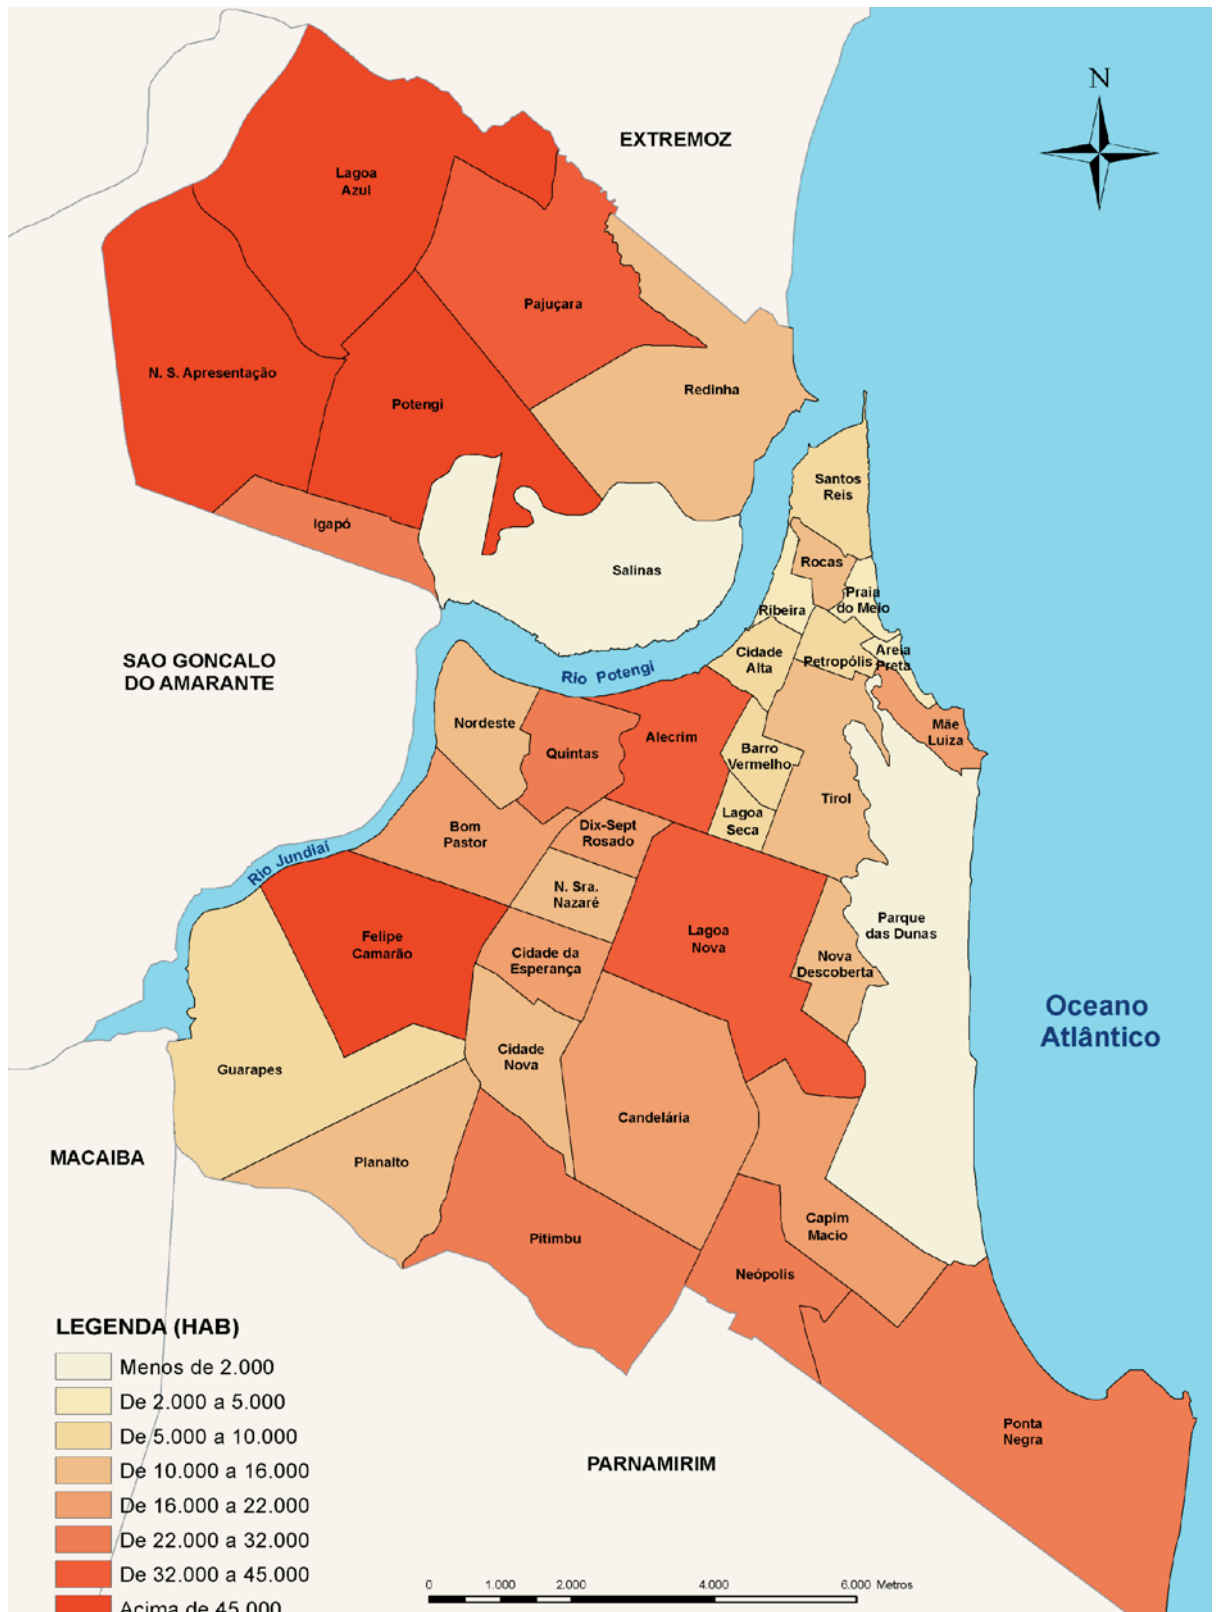 N
EXTREMOZ
Lagoa
Azul
Pajuçara
N. S. Apresentação
Potengi
Redinha
Santos
Reis
Igapó
Rocas
Salinas
Praia
do Meio
Ribeira
SAO GONCALO
DO AMARANTE
Rio Potengi
Cidade
Alta
Petropólis
Areia
Preta
Nordeste
Quintas
Alecrim
Barro
Vermelho
Mãe
Luiza
Tirol
Lagoa
Seca
Bom
Pastor
Dix-Sept
Rosado
Rio Jundiaí
N. Sra.
Nazaré
Felipe
Camarão
Cidade da
Esperança
Lagoa
Nova
Parque
das Dunas
Nova
Descoberta
Oceano
Atlântico
Guarapes
Cidade
Nova
Candelária
MACAIBA
Planalto
Pitimbu
Capim
Macio
Neópolis
Ponta
Negra
PARNAMIRIM
LEGENDA (HAB)
Menos de 2.000
De 2.000 a 5.000
De 5.000 a 10.000
De 10.000 a 16.000
De 16.000 a 22.000
De 22.000 a 32.000
De 32.000 a 45.000
Acima de 45.000
0 1.000 2.000 4.000 6.000 Metros